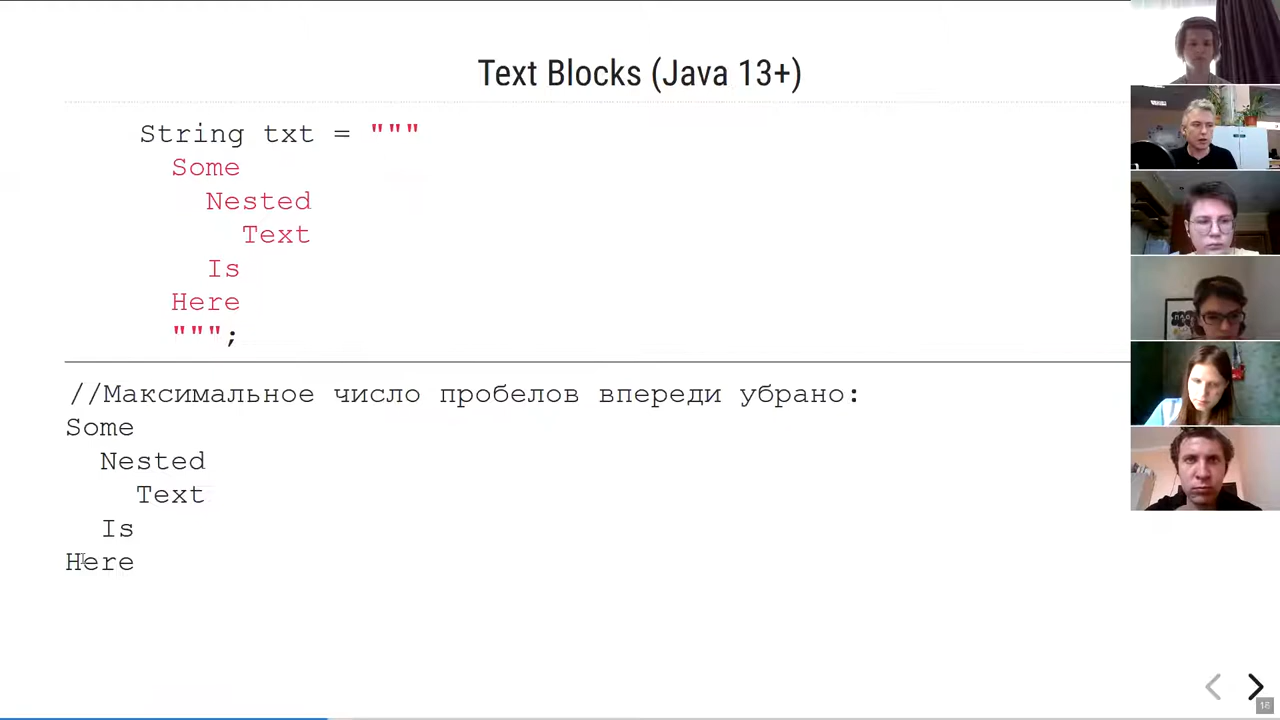 Text Blocks (Java 13+)
String txt = """
Some
Nested
Text
Is
Here
""";
//Максимальное число пробелов впереди убрано:
Some
Nested
Text
Is
Here
18